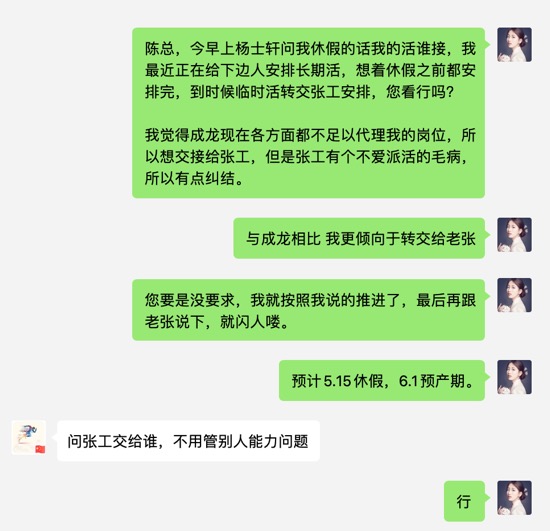 陈总，今早上杨士轩问我休假的话我的活谁接，我
最近正在给下边人安排长期活，想着休假之前都安
排完，到时候临时活转交张工安排，您看行吗？
我觉得成龙现在各方面都不足以代理我的岗位，所
以想交接给张工，但是张工有个不爱派活的毛病，
所以有点纠结。
与成龙相比 我更倾向于转交给老张
您要是没要求，我就按照我说的推进了，最后再跟
老张说下，就闪人喽。
预计5.15休假，6.1预产期。
问张工交给谁，不用管别人能力问题
行